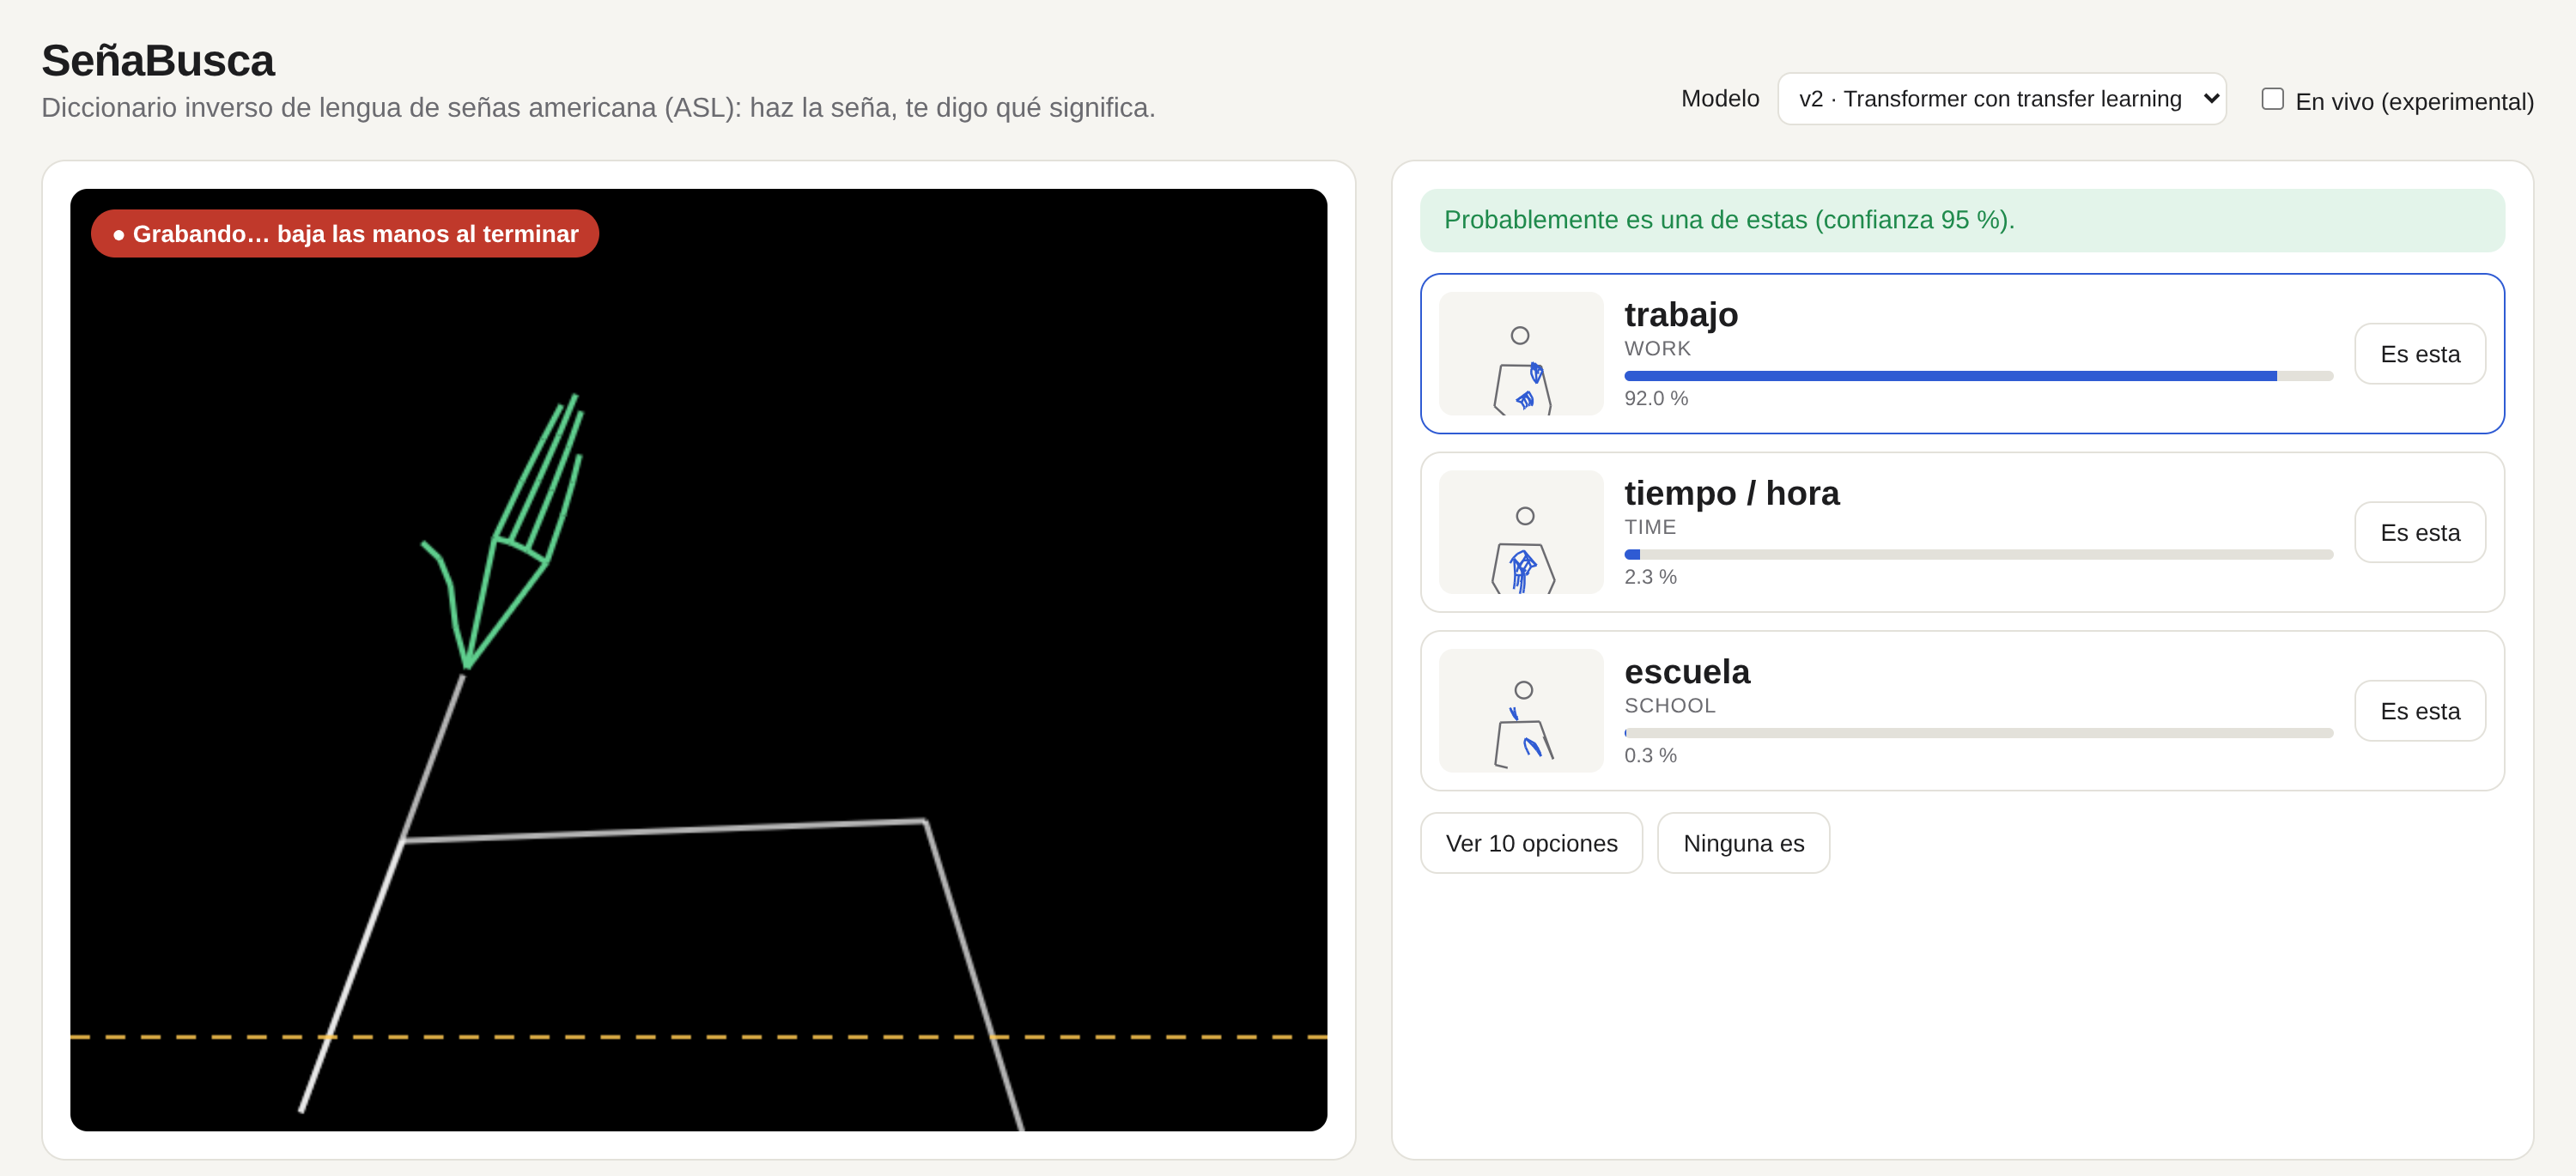 SeñaBusca
Diccionario inverso de lengua de señas americana (ASL): haz la seña, te digo qué significa.
Modelo
v2 · Transformer con transfer learning
En vivo (experimental)
● Grabando… baja las manos al terminar
Probablemente es una de estas (confianza 95 %).
trabajo
WORK
92.0 %
Es esta
tiempo / hora
TIME
2.3 %
Es esta
escuela
SCHOOL
0.3 %
Es esta
Ver 10 opciones
Ninguna es